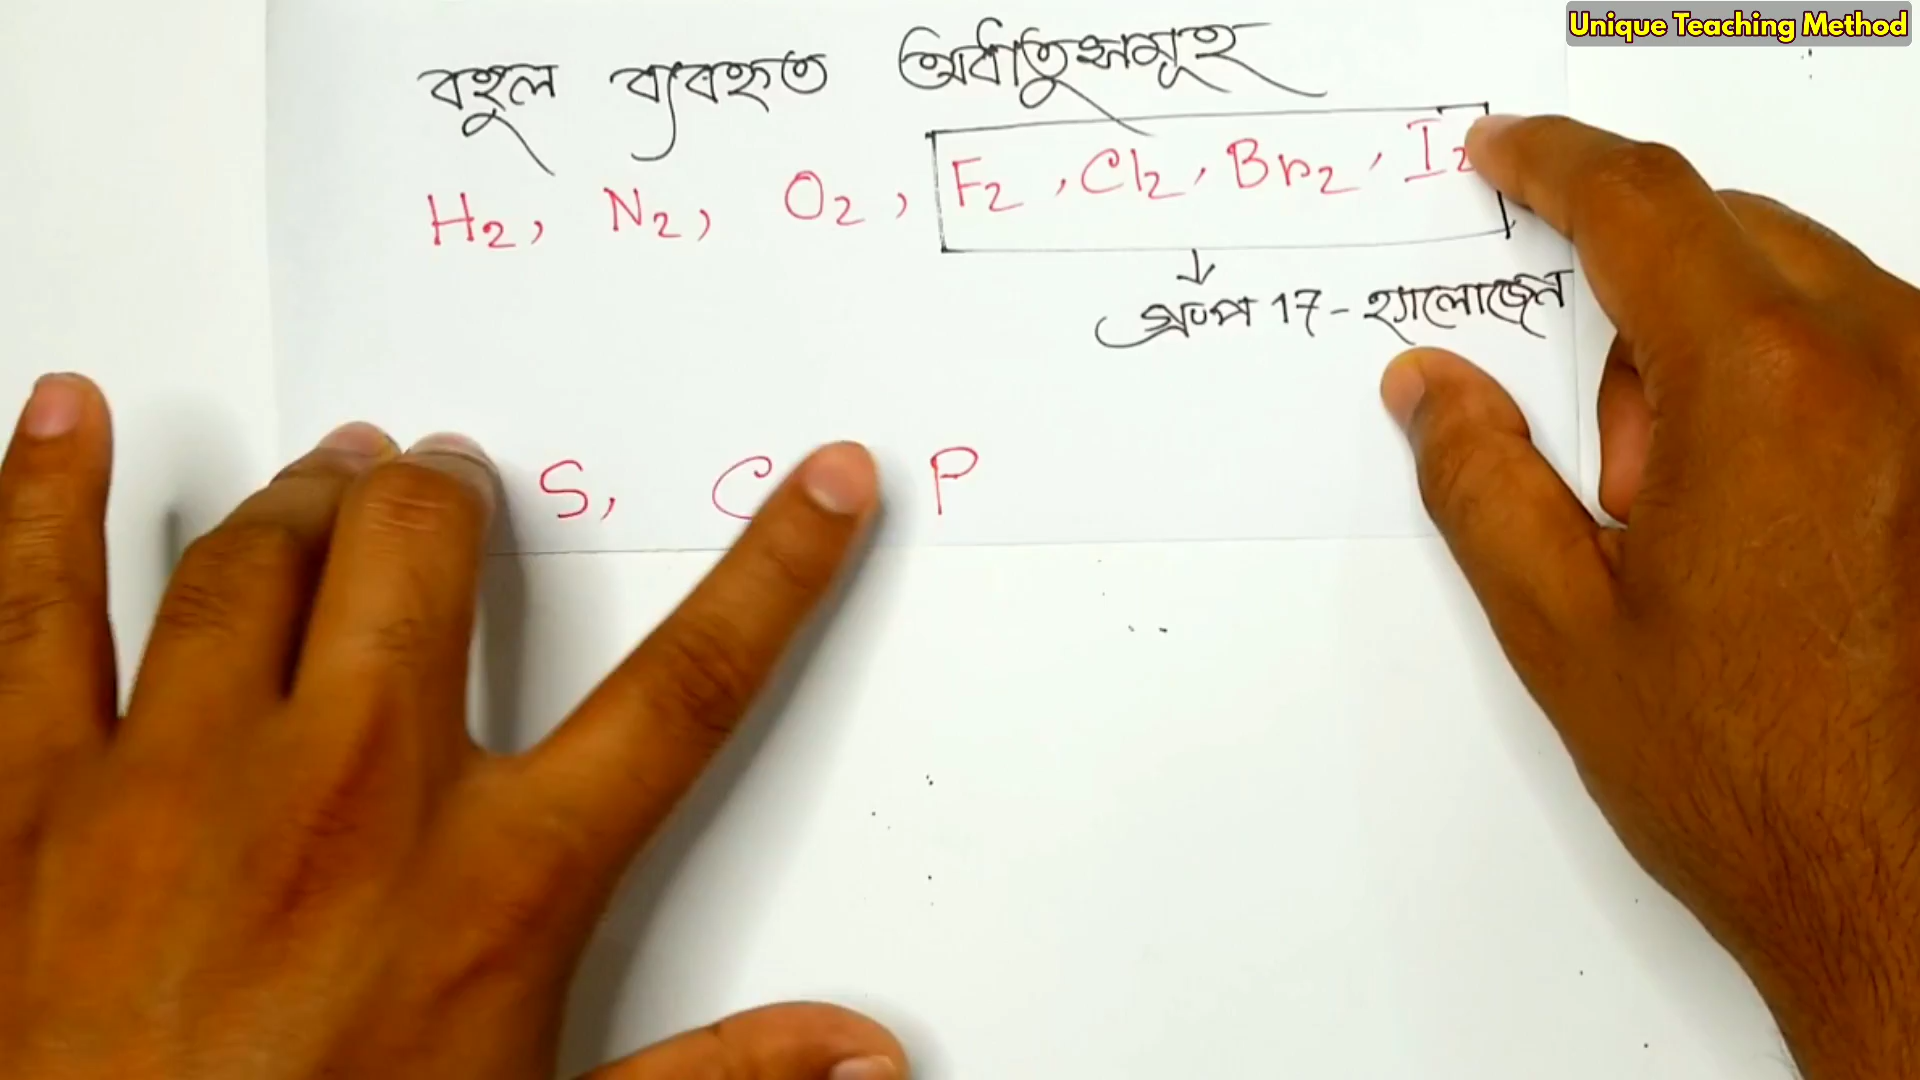 Unique Teaching Method
বহুল ব্যবহৃত অধাতুসমূহ
H₂, N₂, O₂, F₂, Cl₂, Br₂, I₂
↓
গ্রুপ 17 - হ্যালোজেন
S, C P